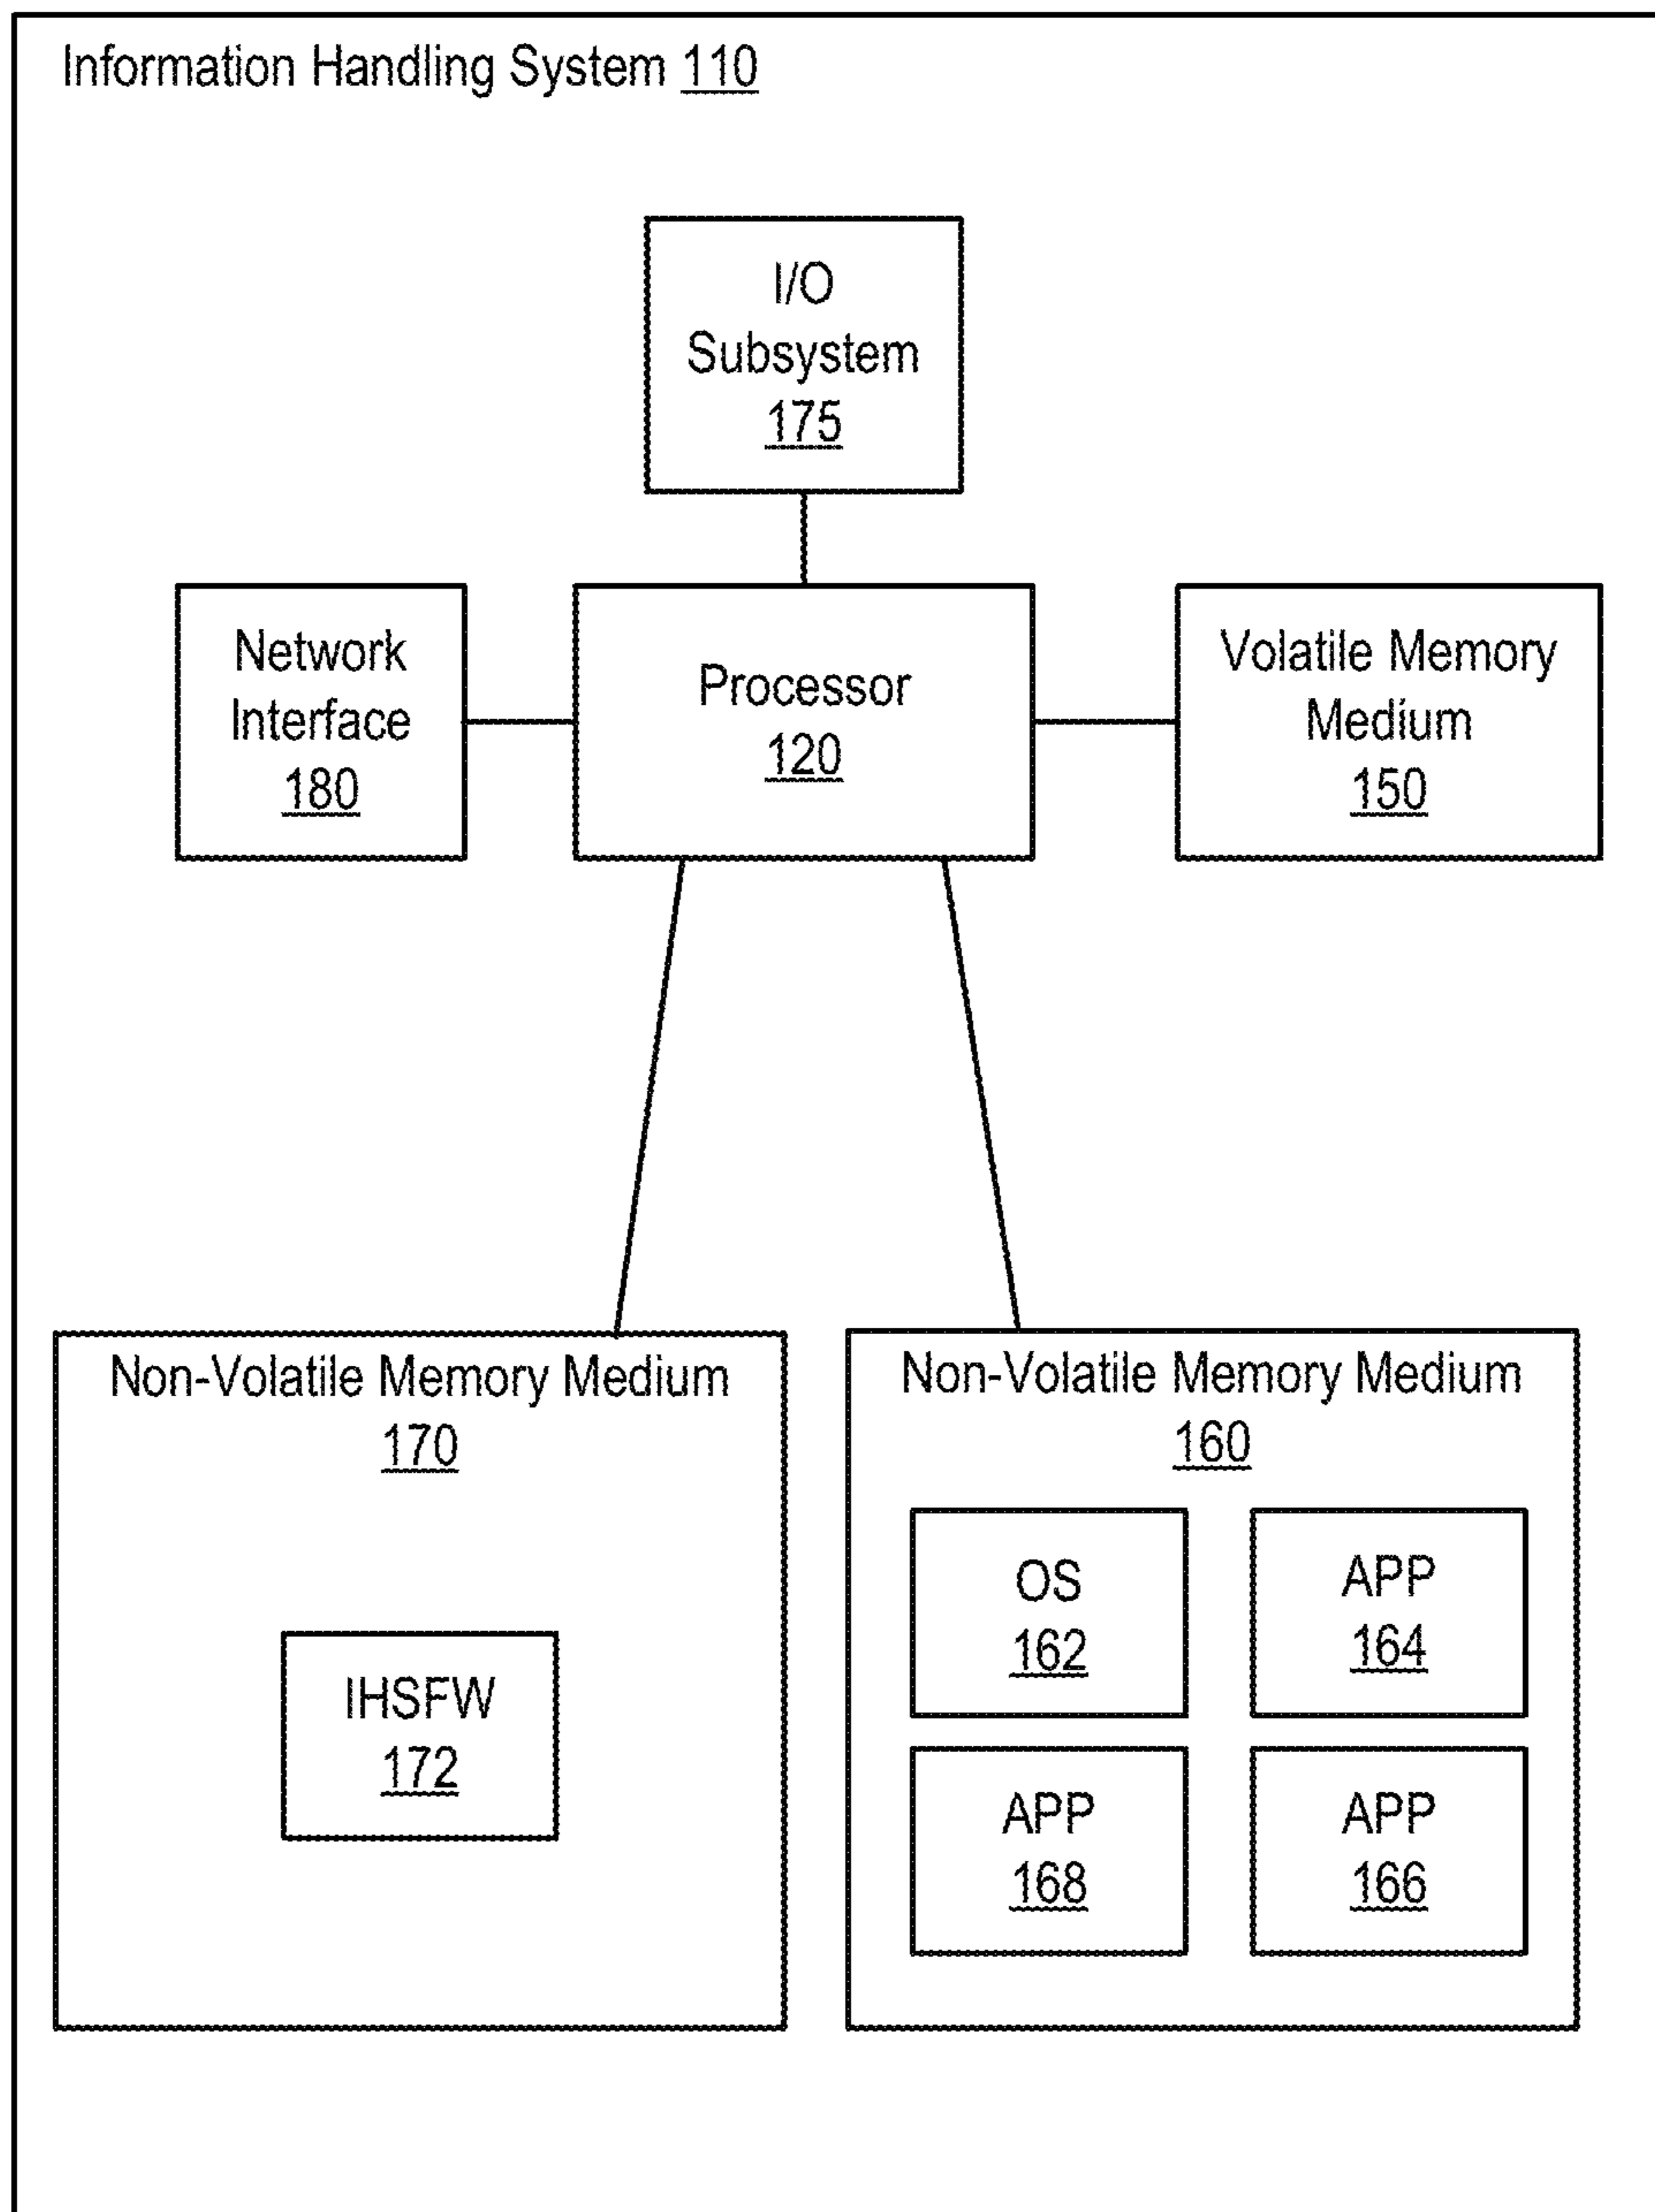 Information Handling System 110
I/O
Subsystem
175
Network
Interface
180
Processor
120
Volatile Memory
Medium
150
Non-Volatile Memory Medium
170
IHSFW
172
Non-Volatile Memory Medium
160
OS
162
APP
164
APP
168
APP
166